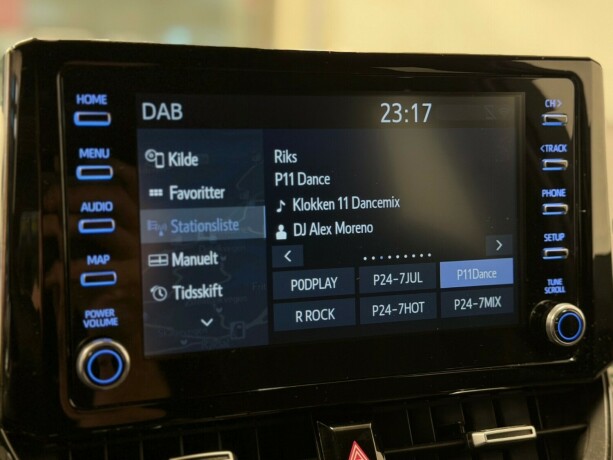 HOME
MENU
AUDIO
MAP
POWER
VOLUME
DAB
23:17
Kilde
Favoritter
Stationsliste
Manuelt
Tidsskift
Riks
P11 Dance
Klokken 11 Dancemix
DJ Alex Moreno
<
>
PODPLAY
P24-7JUL
P11Dance
R ROCK
P24-7HOT
P24-7MIX
CH>
<TRACK
PHONE
SETUP
TUNE
SCROLL